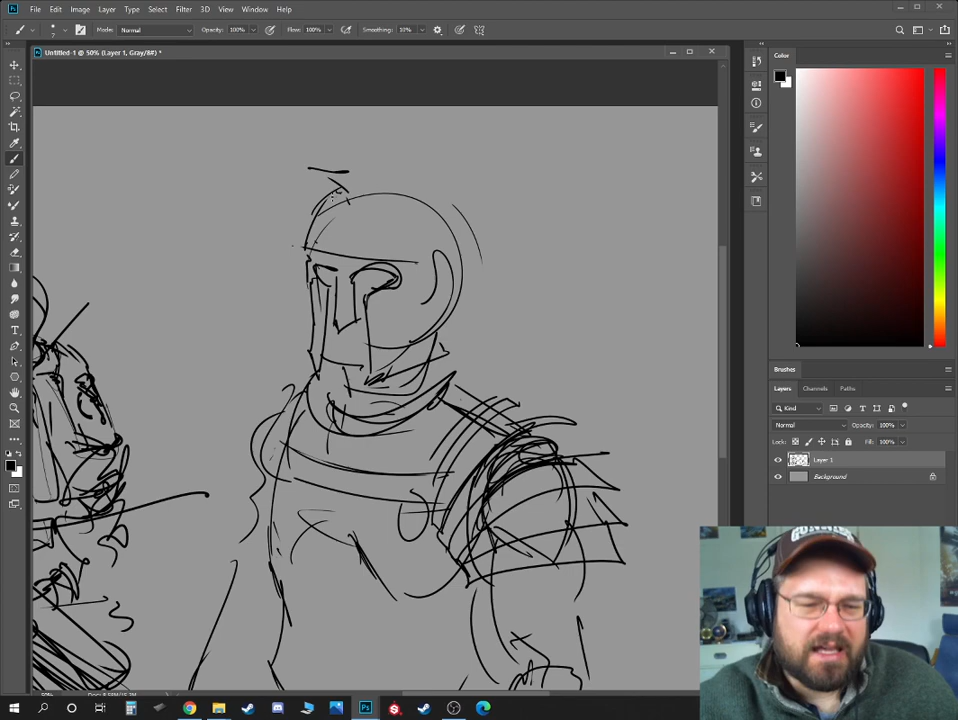 File Edit Image Layer Type Select Filter 3D View Window Help
7 Mode: Normal Opacity: 100% Flow: 100% Smoothing: 10%
Untitled-1 @ 50% (Layer 1, Gray/8#) *
Color
Brushes
Layers Channels Paths
Kind
Normal Opacity: 100%
Lock: Fill: 100%
Layer 1
Background
50%